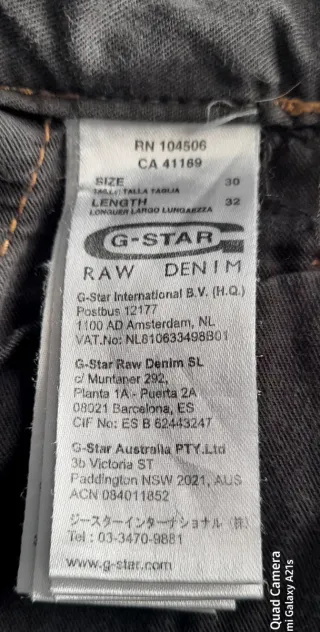 RN 104506
CA 41169
SIZE 30
TAILLE TALLA TAGLIA
LENGTH 32
LONGUER LARGO LUNGAEZZA
G-STAR
RAW DENIM
G-Star International B.V. (H.Q.)
Postbus 12177
1100 AD Amsterdam, NL
VAT.No: NL810633498B01
G-Star Raw Denim SL
c/ Muntaner 292,
Planta 1A - Puerta 2A
08021 Barcelona, ES
CIF No: ES B 62443247
G-Star Australia PTY.Ltd
3b Victoria ST
Paddington NSW 2021, AUS
ACN 084011852
ジースターインターナショナル (株)
Tel : 03-3470-9881
www.g-star.com
Quad Camera
mi Galaxy A21s